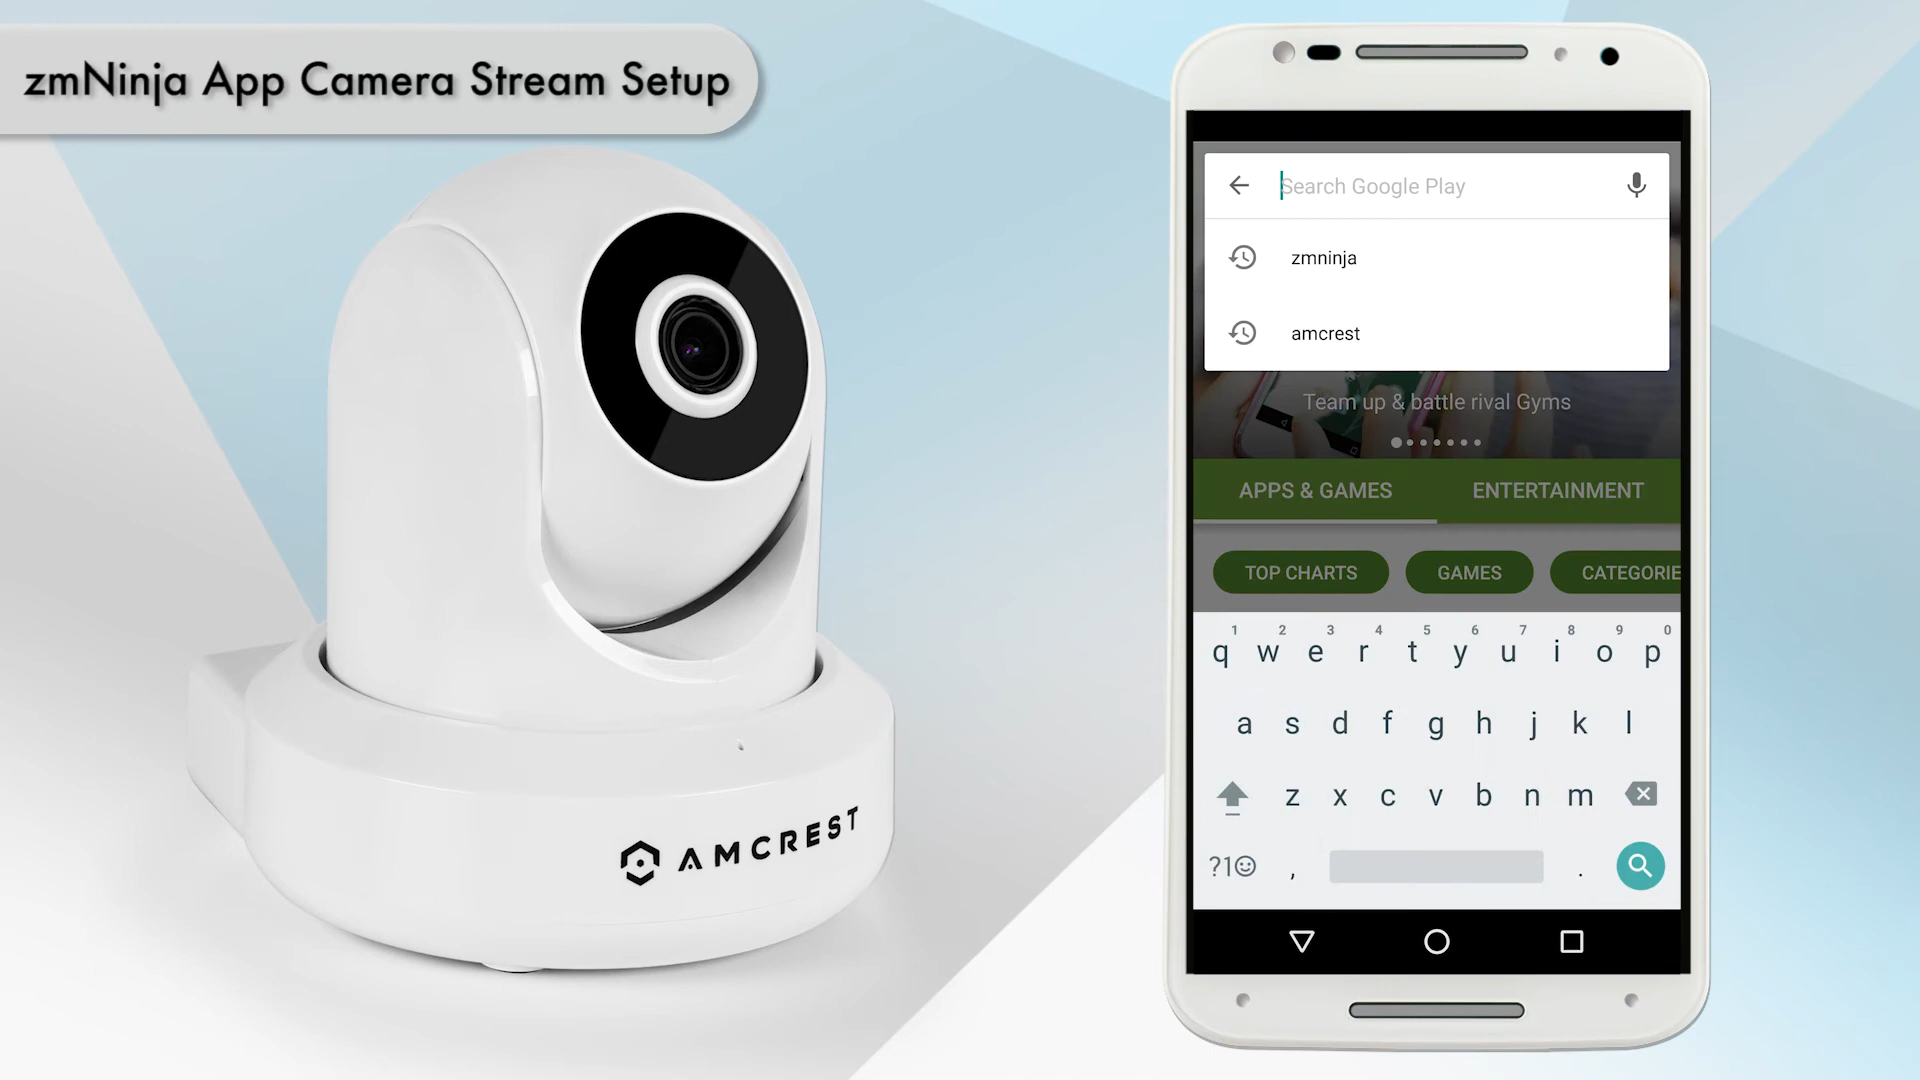 zmNinja App Camera Stream Setup
Search Google Play
zmninja
amcrest
Team up & battle rival Gyms
APPS & GAMES ENTERTAINMENT
TOP CHARTS GAMES CATEGORIE
1 2 3 4 5 6 7 8 9 0
q w e r t y u i o p
a s d f g h j k l
z x c v b n m
?1☺ , .
AMCREST